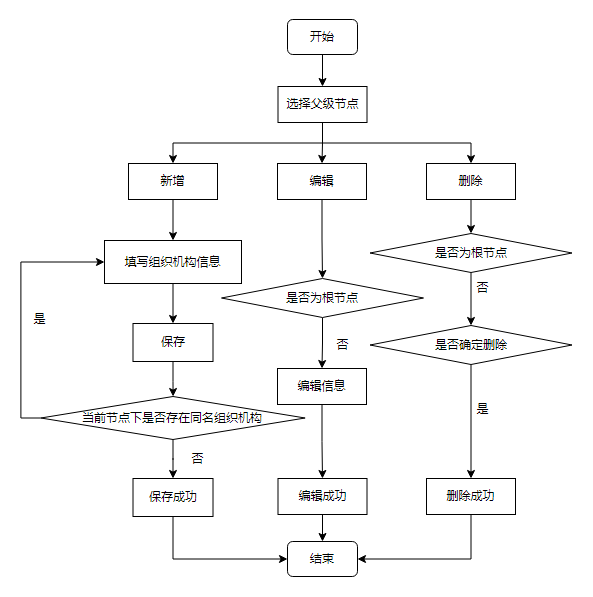 开始
选择父级节点
新增
编辑
删除
填写组织机构信息
是否为根节点
是否为根节点
否
是
保存
否
是否确定删除
编辑信息
当前节点下是否存在同名组织机构
是
否
保存成功
编辑成功
删除成功
结束